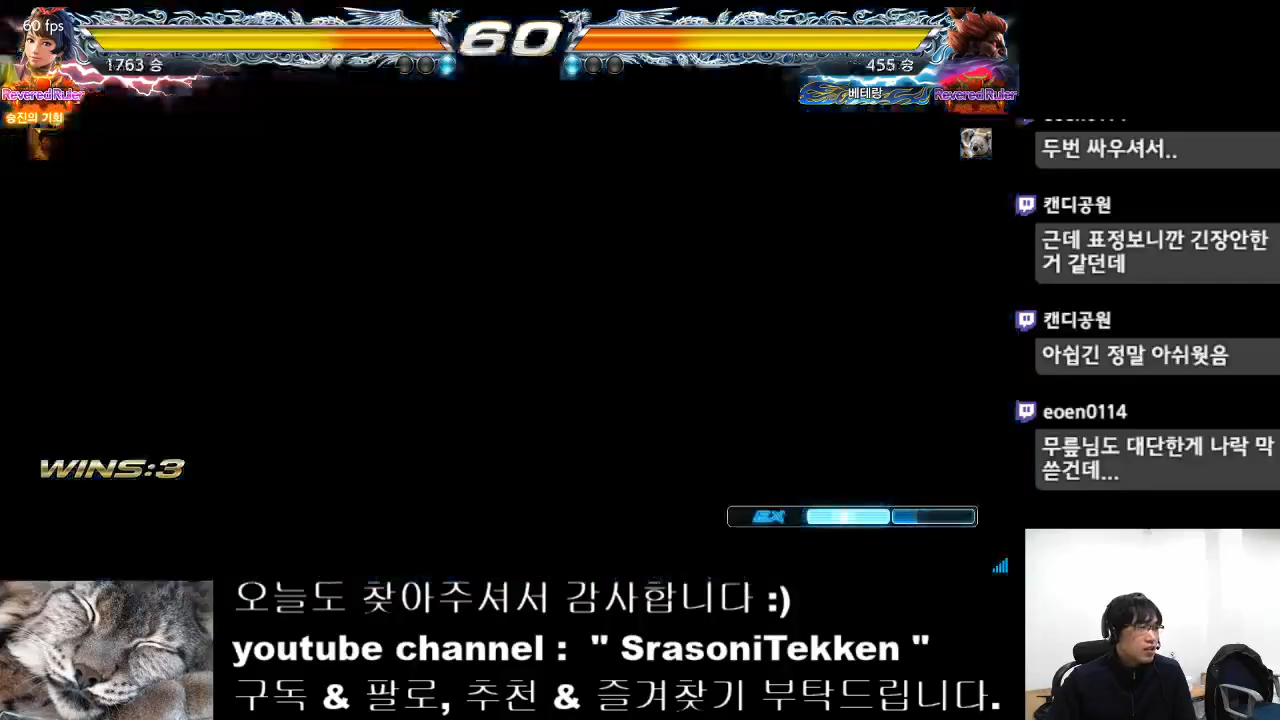 60 fps
60
1763 승
455 승
Revered Ruler
베테랑
Revered Ruler
승진의 기회
두번 싸우셔서..
캔디공원
근데 표정보니깐 긴장안한
거 같던데
캔디공원
아쉽긴 정말 아쉬웟음
eoen0114
무릎님도 대단한게 나락 막
쓷건데...
WINS:3
EX
오늘도 찾아주셔서 감사합니다 :)
youtube channel : " SrasoniTekken "
구독 & 팔로, 추천 & 즐겨찾기 부탁드립니다.